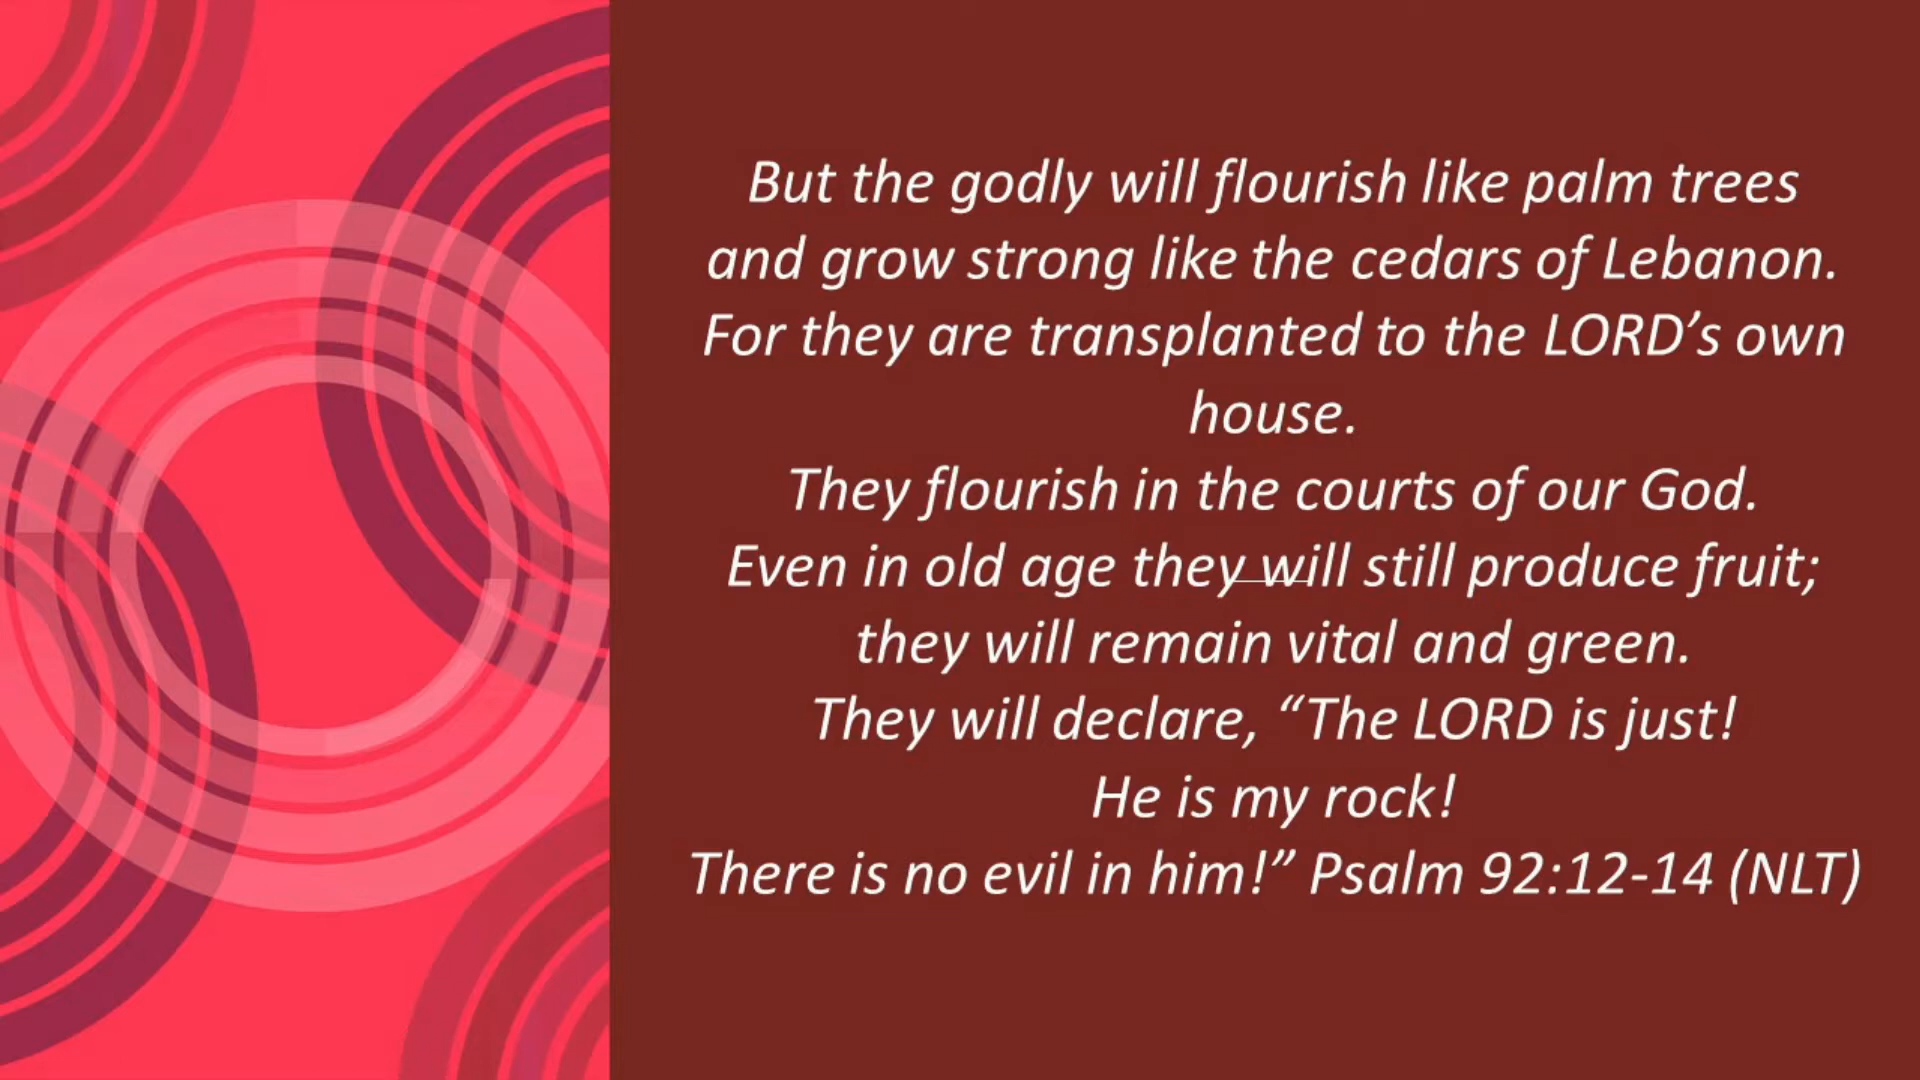 But the godly will flourish like palm trees
and grow strong like the cedars of Lebanon.
For they are transplanted to the LORD’s own
house.
They flourish in the courts of our God.
Even in old age they will still produce fruit;
they will remain vital and green.
They will declare, “The LORD is just!
He is my rock!
There is no evil in him!” Psalm 92:12-14 (NLT)